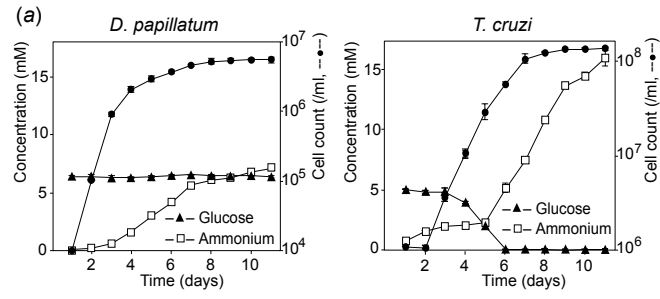 (a)
D. papillatum
T. cruzi
Concentration (mM)
15
10
5
0
Cell count (/ml, --●--)
10^7
10^6
10^5
10^4
Glucose
Ammonium
2 4 6 8 10
Time (days)
Concentration (mM)
15
10
5
0
Cell count (/ml, --●--)
10^8
10^7
10^6
Glucose
Ammonium
2 4 6 8 10
Time (days)